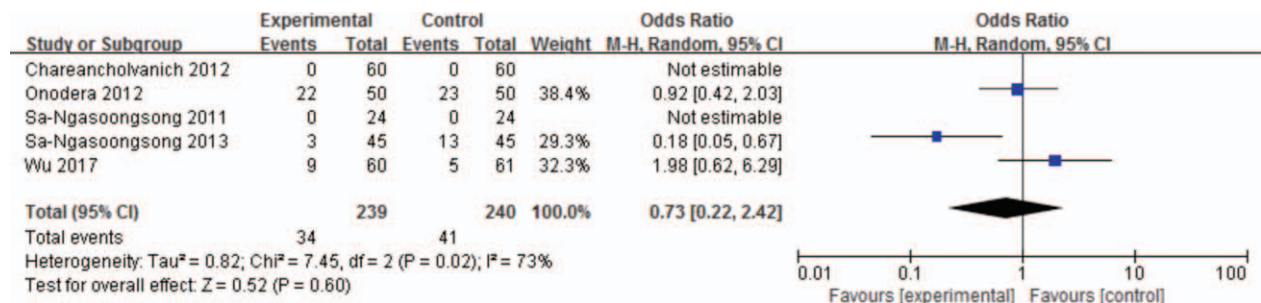 Experimental Control Odds Ratio Odds Ratio
Study or Subgroup Events Total Events Total Weight M-H, Random, 95% CI M-H, Random, 95% CI
Chareancholvanich 2012 0 60 0 60 Not estimable
Onodera 2012 22 50 23 50 38.4% 0.92 [0.42, 2.03]
Sa-Ngasoongsong 2011 0 24 0 24 Not estimable
Sa-Ngasoongsong 2013 3 45 13 45 29.3% 0.18 [0.05, 0.67]
Wu 2017 9 60 5 61 32.3% 1.98 [0.62, 6.29]
Total (95% CI) 239 240 100.0% 0.73 [0.22, 2.42]
Total events 34 41
Heterogeneity: Tau² = 0.82; Chi² = 7.45, df = 2 (P = 0.02); I² = 73%
Test for overall effect: Z = 0.52 (P = 0.60)
0.01 0.1 1 10 100
Favours [experimental] Favours [control]